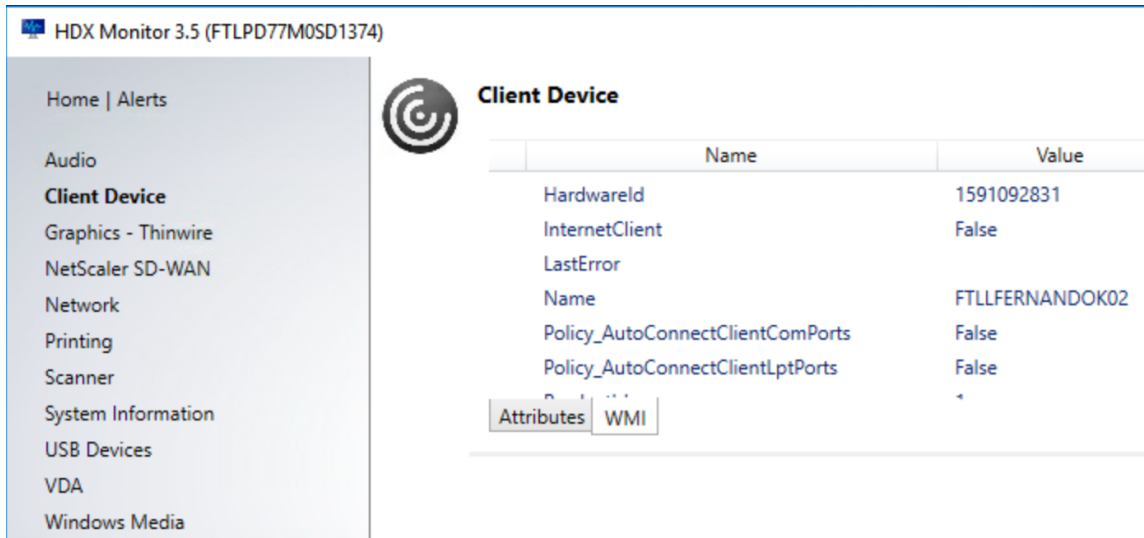 HDX Monitor 3.5 (FTLPD77M0SD1374)
Home | Alerts
Audio
Client Device
Graphics - Thinwire
NetScaler SD-WAN
Network
Printing
Scanner
System Information
USB Devices
VDA
Windows Media
Client Device
Name Value
HardwareId 1591092831
InternetClient False
LastError
Name FTLLFERNANDOK02
Policy_AutoConnectClientComPorts False
Policy_AutoConnectClientLptPorts False
Attributes WMI